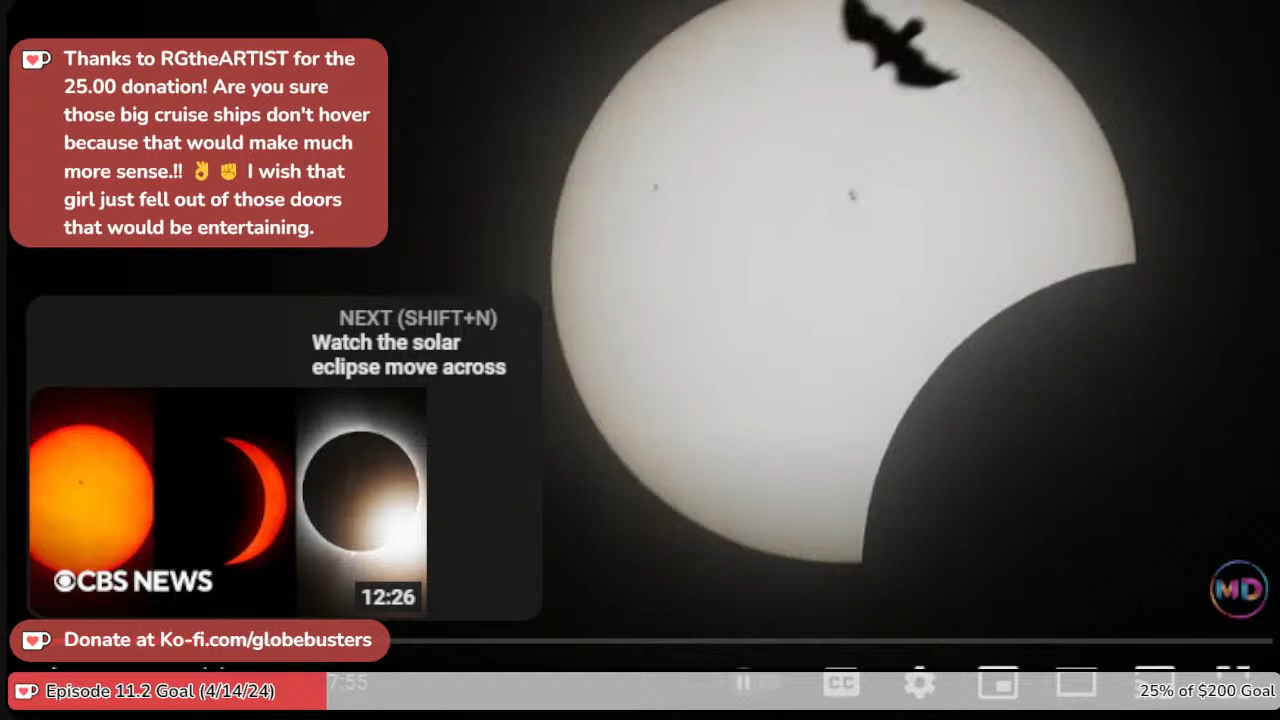 Thanks to RGtheARTIST for the
25.00 donation! Are you sure
those big cruise ships don't hover
because that would make much
more sense.!! 👌 ✊ I wish that
girl just fell out of those doors
that would be entertaining.
NEXT (SHIFT+N)
Watch the solar
eclipse move across
CBS NEWS
12:26
MD
Donate at Ko-fi.com/globebusters
7:55
CC
Episode 11.2 Goal (4/14/24)
25% of $200 Goal